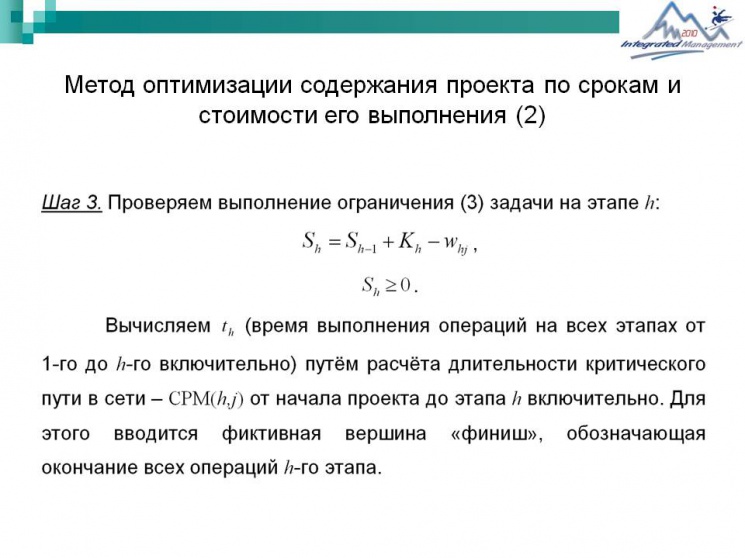 2010
Integrated Management
Метод оптимизации содержания проекта по срокам и
стоимости его выполнения (2)
Шаг 3. Проверяем выполнение ограничения (3) задачи на этапе h:
S_h = S_{h-1} + K_h − w_{hj} ,
S_h ≥ 0 .
Вычисляем t_h (время выполнения операций на всех этапах от
1-го до h-го включительно) путём расчёта длительности критического
пути в сети – CPM(h,j) от начала проекта до этапа h включительно. Для
этого вводится фиктивная вершина «финиш», обозначающая
окончание всех операций h-го этапа.